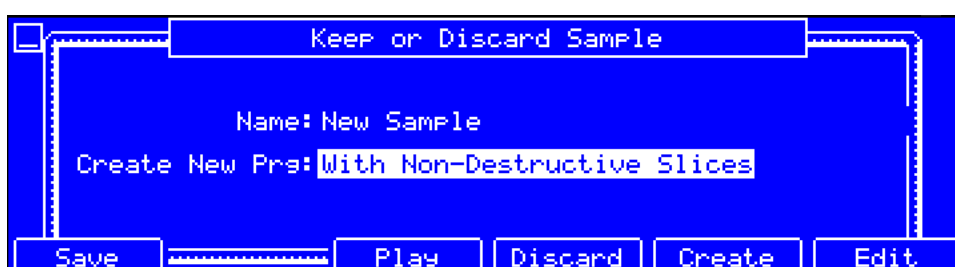 Keep or Discard Sample
Name: New Sample
Create New Prg: With Non-Destructive Slices
Save Play Discard Create Edit